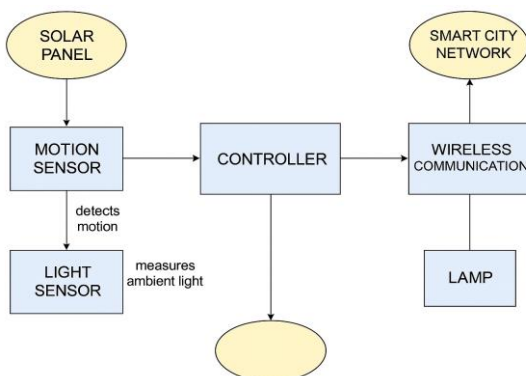 SOLAR
PANEL
SMART CITY
NETWORK
MOTION
SENSOR
CONTROLLER
WIRELESS
COMMUNICATION
detects
motion
LIGHT
SENSOR
measures
ambient light
LAMP